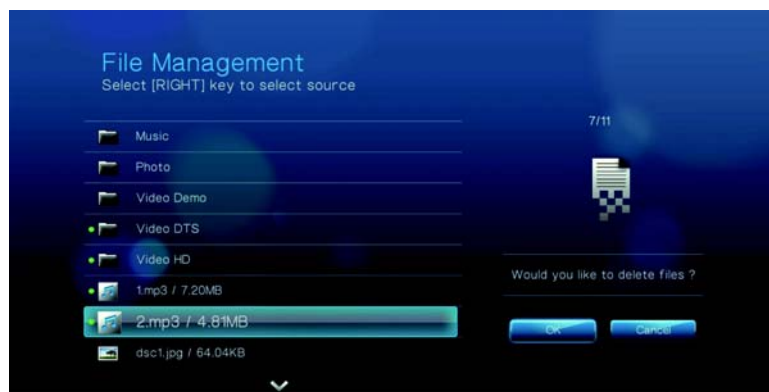 File Management
Select [RIGHT] key to select source
7/11
Music
Photo
Video Demo
Video DTS
Video HD
1.mp3 / 7.20MB
2.mp3 / 4.81MB
dsc1.jpg / 64.04KB
Would you like to delete files ?
OK
Cancel